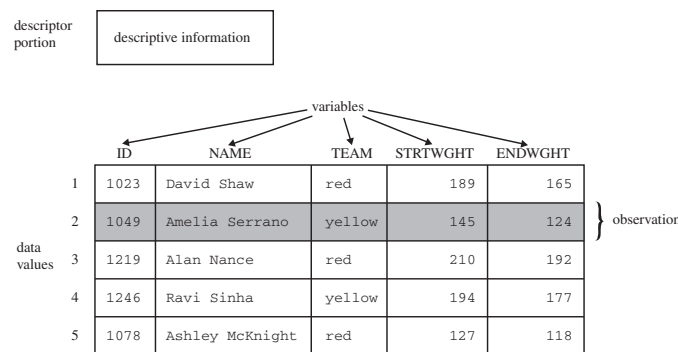 descriptor
portion
descriptive information
variables
ID NAME TEAM STRTWGHT ENDWGHT
1 1023 David Shaw red 189 165
2 1049 Amelia Serrano yellow 145 124 } observation
data
values
3 1219 Alan Nance red 210 192
4 1246 Ravi Sinha yellow 194 177
5 1078 Ashley McKnight red 127 118